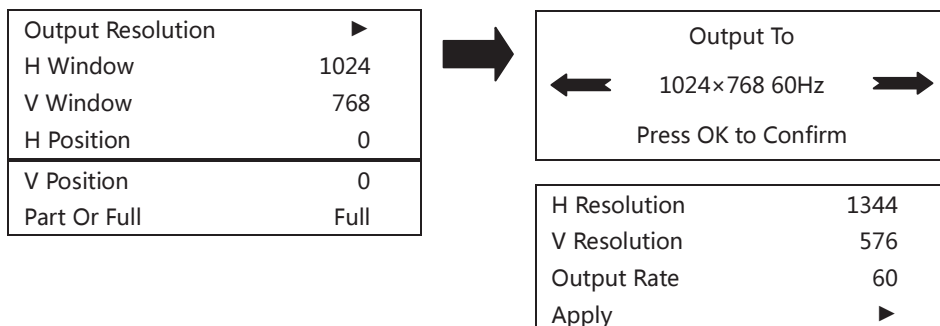 Output Resolution ►
H Window 1024
V Window 768
H Position 0
V Position 0
Part Or Full Full
Output To
1024×768 60Hz
Press OK to Confirm
H Resolution 1344
V Resolution 576
Output Rate 60
Apply ►